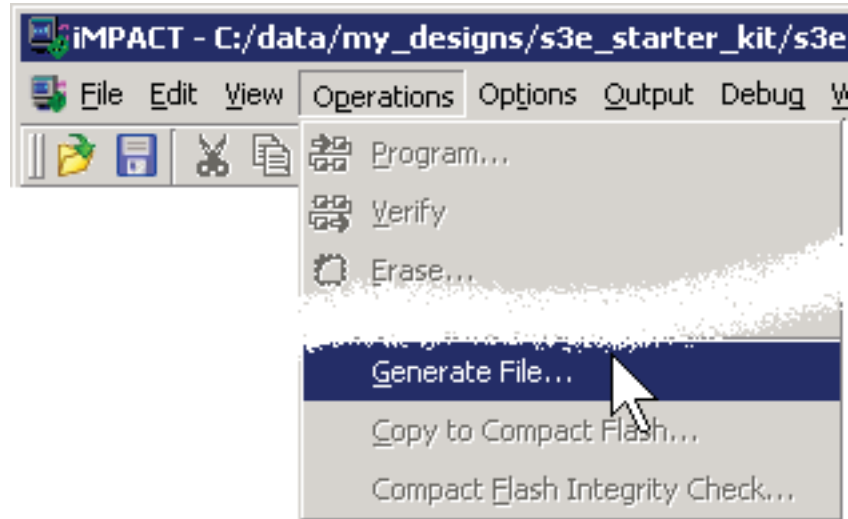 iMPACT - C:/data/my_designs/s3e_starter_kit/s3e
File Edit View Operations Options Output Debug W
Program...
Verify
Erase...
Generate File...
Copy to Compact Flash...
Compact Flash Integrity Check...